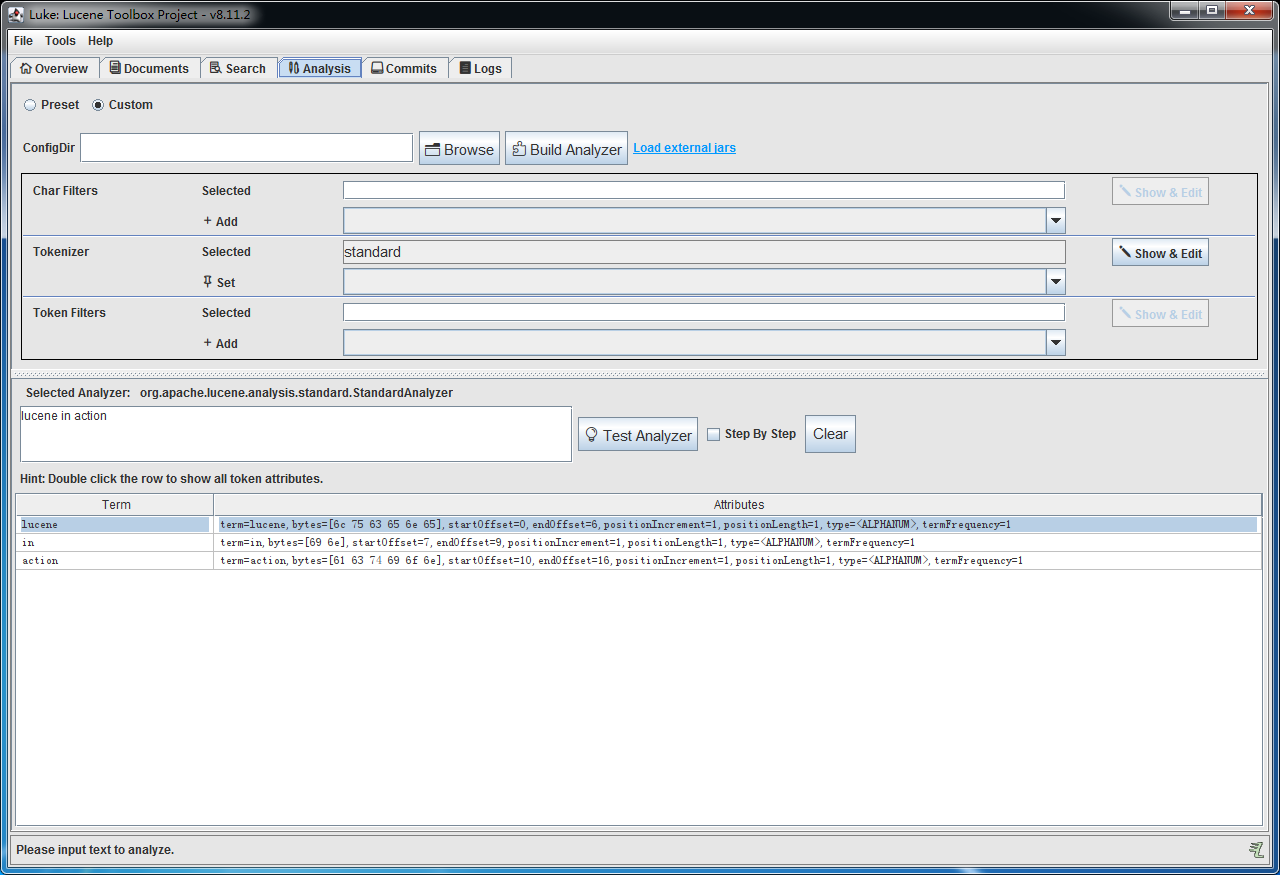 Luke: Lucene Toolbox Project - v8.11.2
File Tools Help
Overview Documents Search Analysis Commits Logs
Preset Custom
ConfigDir Browse Build Analyzer Load external jars
Char Filters Selected Show & Edit
+ Add
Tokenizer Selected standard Show & Edit
Set
Token Filters Selected Show & Edit
+ Add
Selected Analyzer: org.apache.lucene.analysis.standard.StandardAnalyzer
lucene in action
Test Analyzer Step By Step Clear
Hint: Double click the row to show all token attributes.
Term Attributes
lucene term=lucene, bytes=[6c 75 63 65 6e 65], startOffset=0, endOffset=6, positionIncrement=1, positionLength=1, type=<ALPHANUM>, termFrequency=1
in term=in, bytes=[69 6e], startOffset=7, endOffset=9, positionIncrement=1, positionLength=1, type=<ALPHANUM>, termFrequency=1
action term=action, bytes=[61 63 74 69 6f 6e], startOffset=10, endOffset=16, positionIncrement=1, positionLength=1, type=<ALPHANUM>, termFrequency=1
Please input text to analyze.